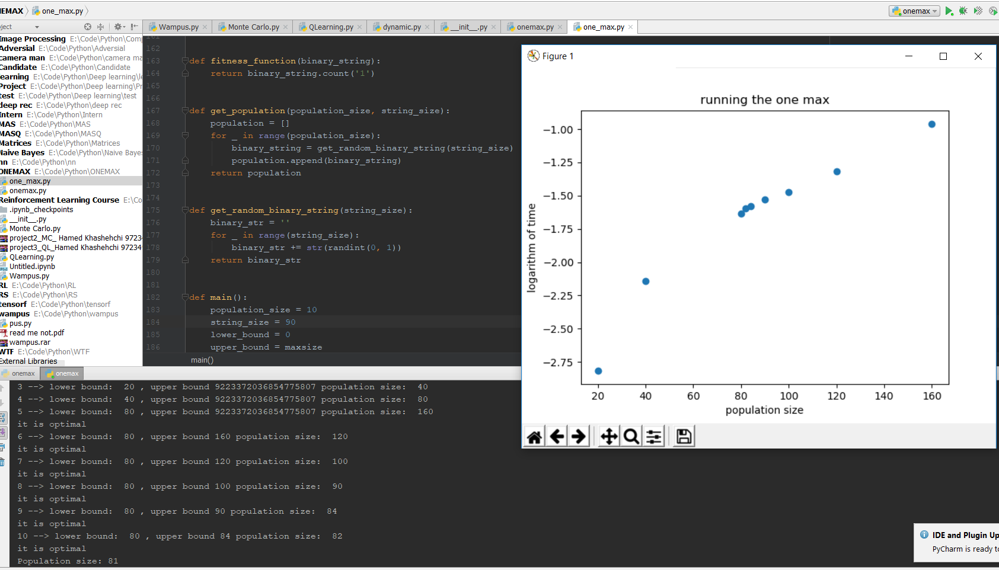 NEMAX
one_max.py
onemax
ject
Wampus.py
Monte Carlo.py
QLearning.py
dynamic.py
__init__.py
onemax.py
one_max.py
Image Processing E:\Code\Python\Com
Adversial E:\Code\Python\Adversial
camera man E:\Code\Python\camera ma
Candidate E:\Code\Python\Candidate
learning E:\Code\Python\Deep learning\le
Project E:\Code\Python\Deep learning\Pr
test E:\Code\Python\Deep learning\test
deep rec E:\Code\Python\deep rec
Intern E:\Code\Python\Intern
MAS E:\Code\Python\MAS
MASQ E:\Code\Python\MASQ
Matrices E:\Code\Python\Matrices
Naive Bayes E:\Code\Python\Naive Baye
nn E:\Code\Python\nn
ONEMAX E:\Code\Python\ONEMAX
one_max.py
onemax.py
Reinforcement Learning Course E:\Co
.ipynb_checkpoints
__init__.py
Monte Carlo.py
project2_MC_ Hamed Khashehchi 9723
project3_QL_Hamed Khashehchi 97234
QLearning.py
Untitled.ipynb
Wampus.py
RL E:\Code\Python\RL
RS E:\Code\Python\RS
tensorf E:\Code\Python\tensorf
wampus E:\Code\Python\wampus
pus.py
read me not.pdf
wampus.rar
WTF E:\Code\Python\WTF
External Libraries
161
162
163 def fitness_function(binary_string):
164 return binary_string.count('1')
165
166
167 def get_population(population_size, string_size):
168 population = []
169 for _ in range(population_size):
170 binary_string = get_random_binary_string(string_size)
171 population.append(binary_string)
172 return population
173
174
175 def get_random_binary_string(string_size):
176 binary_str = ''
177 for _ in range(string_size):
178 binary_str += str(randint(0, 1))
179 return binary_str
180
181
182 def main():
183 population_size = 10
184 string_size = 90
185 lower_bound = 0
186 upper_bound = maxsize
main()
Figure 1
running the one max
logarithm of time
−1.00
−1.25
−1.50
−1.75
−2.00
−2.25
−2.50
−2.75
20 40 60 80 100 120 140 160
population size
onemax
onemax
3 --> lower bound: 20 , upper bound 9223372036854775807 population size: 40
4 --> lower bound: 40 , upper bound 9223372036854775807 population size: 80
5 --> lower bound: 80 , upper bound 9223372036854775807 population size: 160
it is optimal
6 --> lower bound: 80 , upper bound 160 population size: 120
it is optimal
7 --> lower bound: 80 , upper bound 120 population size: 100
it is optimal
8 --> lower bound: 80 , upper bound 100 population size: 90
it is optimal
9 --> lower bound: 80 , upper bound 90 population size: 84
it is optimal
10 --> lower bound: 80 , upper bound 84 population size: 82
it is optimal
Population size: 81
IDE and Plugin Up
PyCharm is ready to